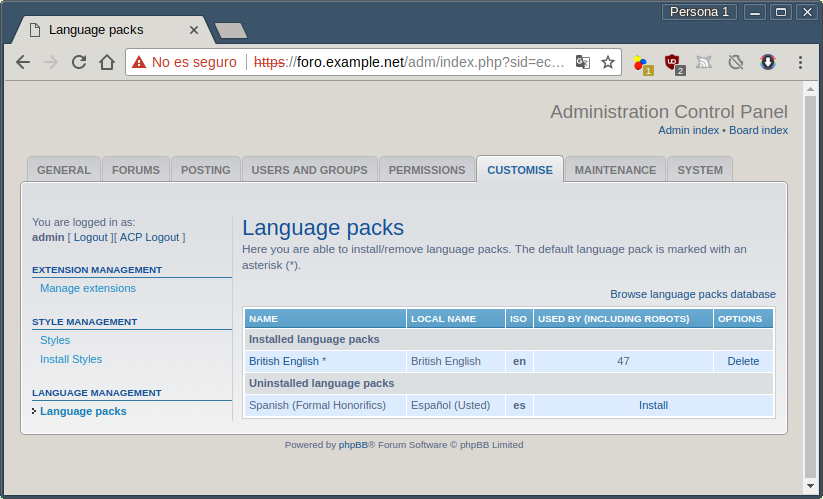 Persona 1
Language packs
No es seguro https://foro.example.net/adm/index.php?sid=ec...
1 2
Administration Control Panel
Admin index • Board index
GENERAL FORUMS POSTING USERS AND GROUPS PERMISSIONS CUSTOMISE MAINTENANCE SYSTEM
You are logged in as:
admin [ Logout ][ ACP Logout ]
EXTENSION MANAGEMENT
Manage extensions
STYLE MANAGEMENT
Styles
Install Styles
LANGUAGE MANAGEMENT
Language packs
Language packs
Here you are able to install/remove language packs. The default language pack is marked with an
asterisk (*).
Browse language packs database
NAME LOCAL NAME ISO USED BY (INCLUDING ROBOTS) OPTIONS
Installed language packs
British English * British English en 47 Delete
Uninstalled language packs
Spanish (Formal Honorifics) Español (Usted) es Install
Powered by phpBB® Forum Software © phpBB Limited